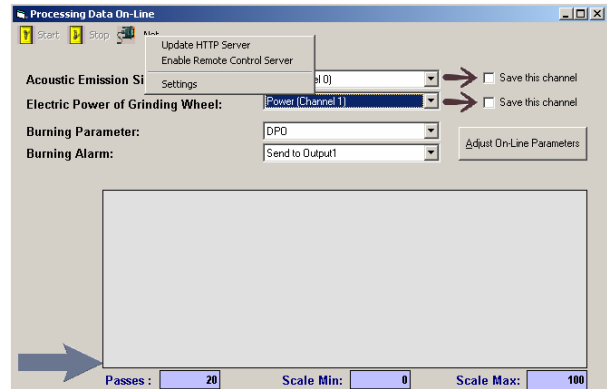 Processing Data On-Line
Start Stop
Update HTTP Server
Enable Remote Control Server
Settings
Acoustic Emission Si el 0) Save this channel
Electric Power of Grinding Wheel: Power (Channel 1) Save this channel
Burning Parameter: DPO
Adjust On-Line Parameters
Burning Alarm: Send to Output1
Passes : 20 Scale Min: 0 Scale Max: 100